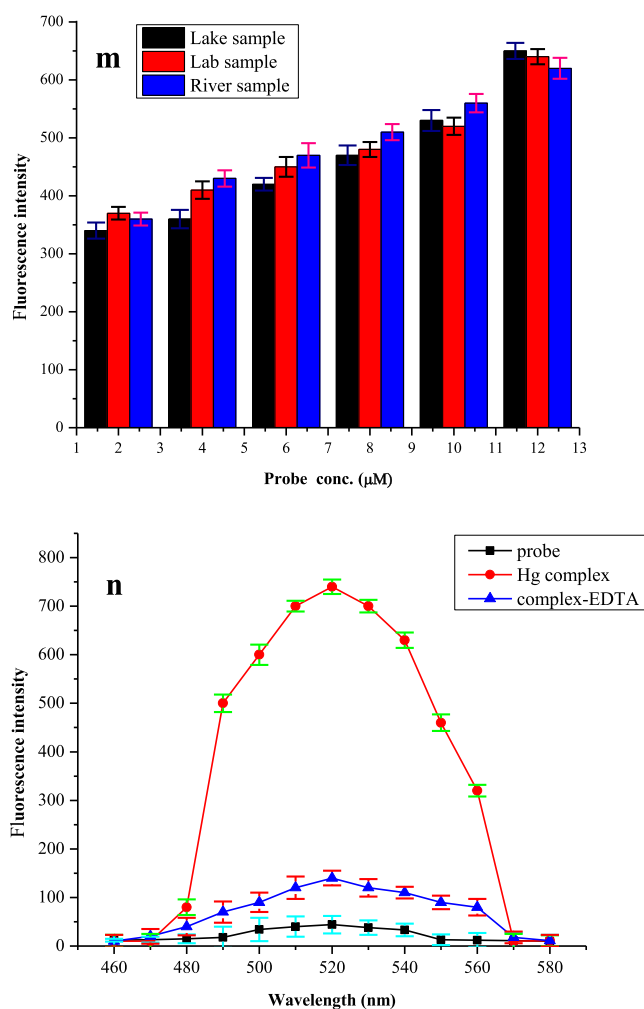 700
600
500
400
300
200
100
0
Fluorescence intensity
m
Lake sample
Lab sample
River sample
1 2 3 4 5 6 7 8 9 10 11 12 13
Probe conc. (μM)
800
700
600
500
400
300
200
100
0
Fluorescence intensity
n
probe
Hg complex
complex-EDTA
460 480 500 520 540 560 580
Wavelength (nm)